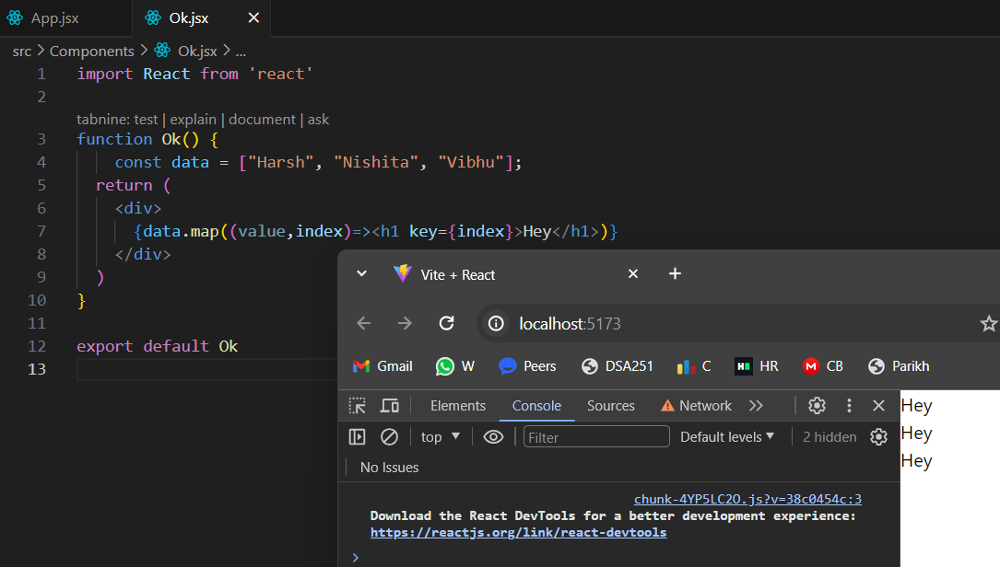 App.jsx Ok.jsx
src > Components > Ok.jsx > ...
1 import React from 'react'
2
tabnine: test | explain | document | ask
3 function Ok() {
4 const data = ["Harsh", "Nishita", "Vibhu"];
5 return (
6 <div>
7 {data.map((value,index)=><h1 key={index}>Hey</h1>)}
8 </div>
9 )
10 }
11
12 export default Ok
13
Vite + React
localhost:5173
Gmail W Peers DSA251 C HR CB Parikh
Elements Console Sources Network
top Filter Default levels 2 hidden
No Issues
chunk-4YP5LC2O.js?v=38c0454c:3
Download the React DevTools for a better development experience:
https://reactjs.org/link/react-devtools
>
Hey
Hey
Hey